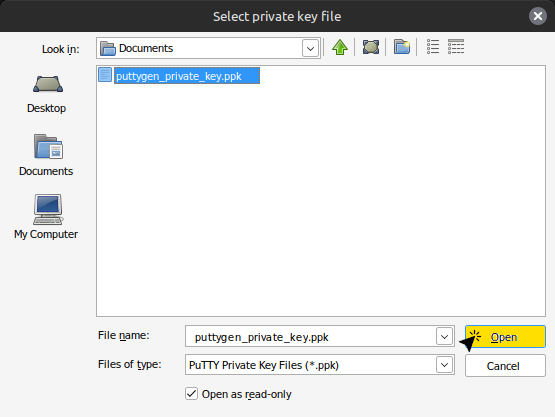 Select private key file
Look in: Documents
puttygen_private_key.ppk
Desktop
Documents
My Computer
File name: puttygen_private_key.ppk Open
Files of type: PuTTY Private Key Files (*.ppk) Cancel
Open as read-only